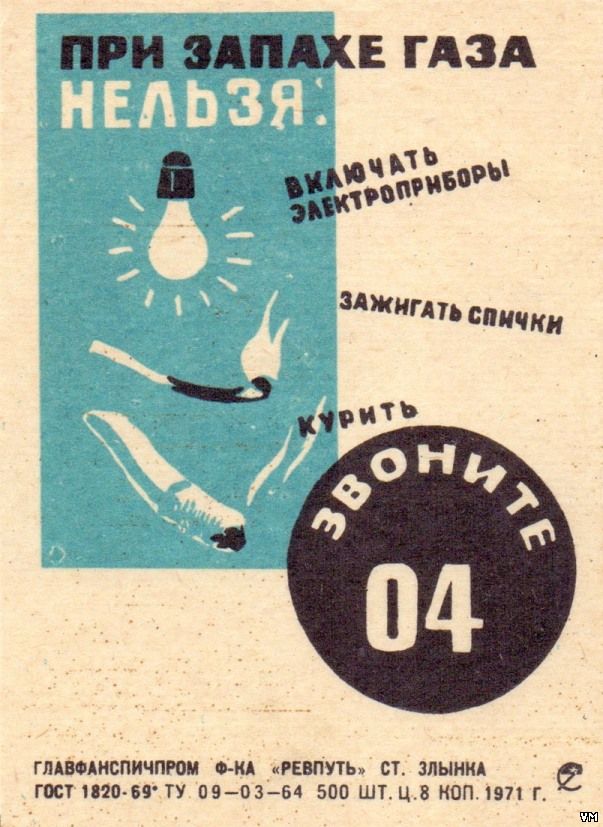 ПРИ ЗАПАХЕ ГАЗА
НЕЛЬЗЯ:
ВКЛЮЧАТЬ
ЭЛЕКТРОПРИБОРЫ
ЗАЖИГАТЬ СПИЧКИ
КУРИТЬ
ЗВОНИТЕ
04
ГЛАВФАНСПИЧПРОМ Ф-КА «РЕВПУТЬ» СТ. ЗЛЫНКА
ГОСТ 1820-69* ТУ 09-03-64 500 ШТ. Ц. 8 КОП. 1971 Г.
VM